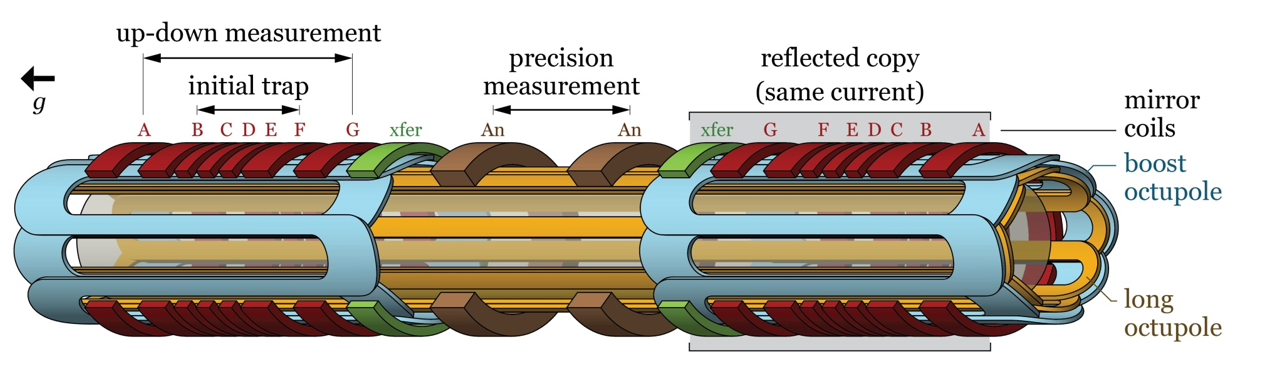 up-down measurement
initial trap
precision
measurement
reflected copy
(same current)
g
A B C D E F G xfer An An xfer G F E D C B A
mirror
coils
boost
octupole
long
octupole